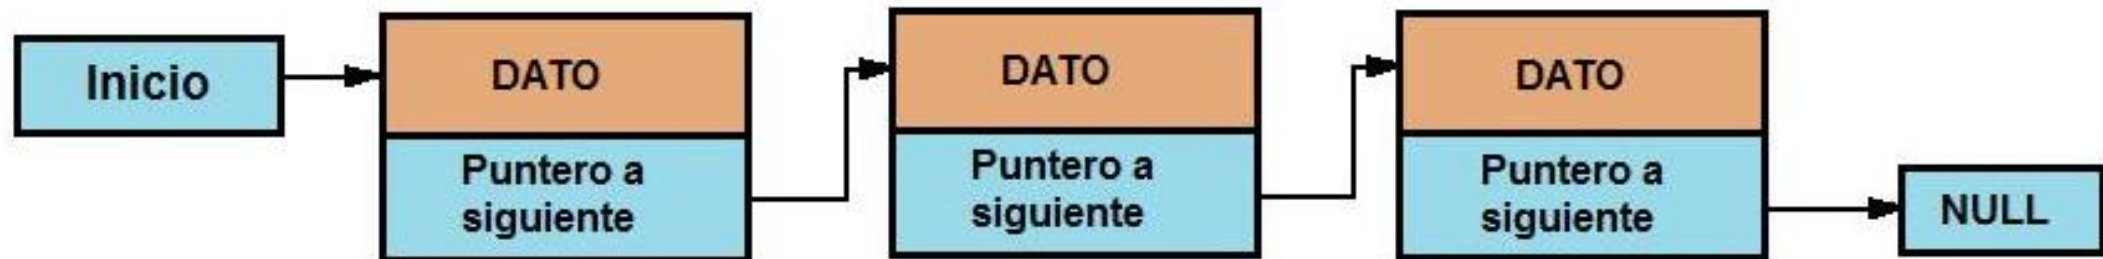 Inicio
DATO
Puntero a
siguiente
DATO
Puntero a
siguiente
DATO
Puntero a
siguiente
NULL